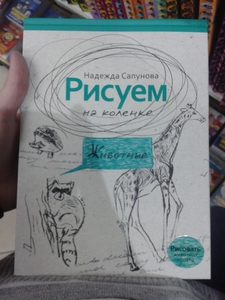 Надежда Сапунова
Рисуем
на коленке
Животные
Рисовать